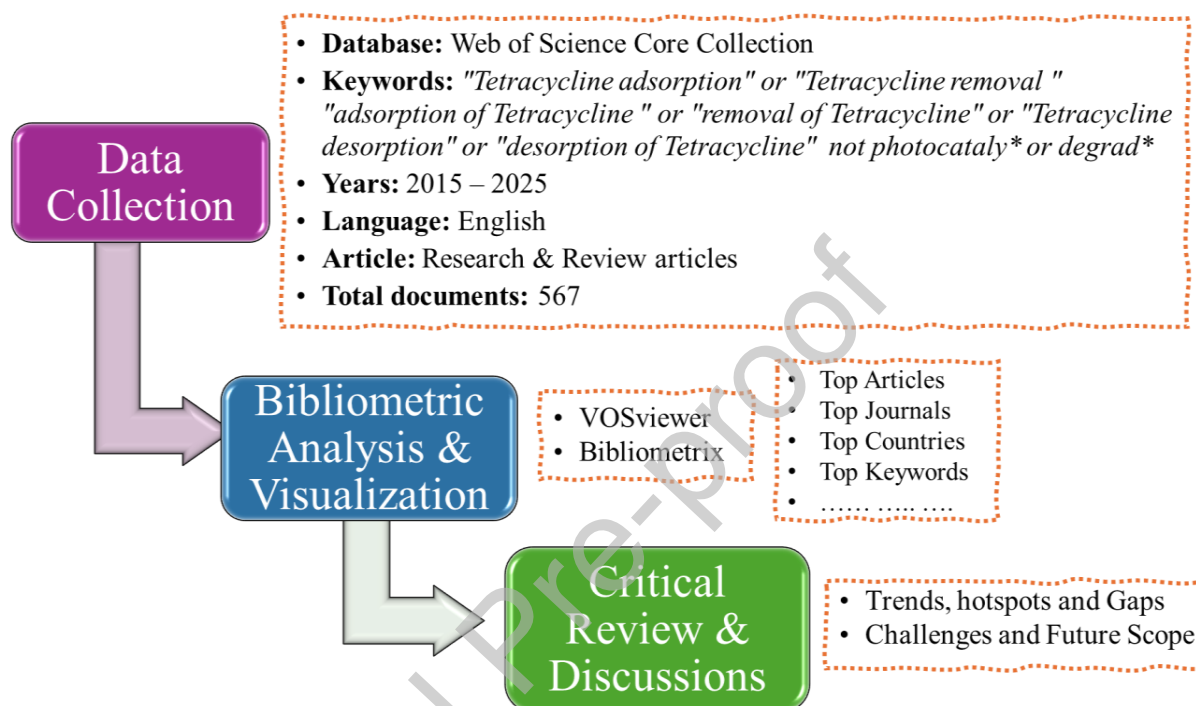 • Database: Web of Science Core Collection
• Keywords: "Tetracycline adsorption" or "Tetracycline removal "
"adsorption of Tetracycline " or "removal of Tetracycline" or "Tetracycline
desorption" or "desorption of Tetracycline" not photocataly* or degrad*
• Years: 2015 – 2025
• Language: English
• Article: Research & Review articles
• Total documents: 567
Data
Collection
Bibliometric
Analysis &
Visualization
• VOSviewer
• Bibliometrix
• Top Articles
• Top Journals
• Top Countries
• Top Keywords
• …… ….. ….
Critical
Review &
Discussions
• Trends, hotspots and Gaps
• Challenges and Future Scope
Pre-proof